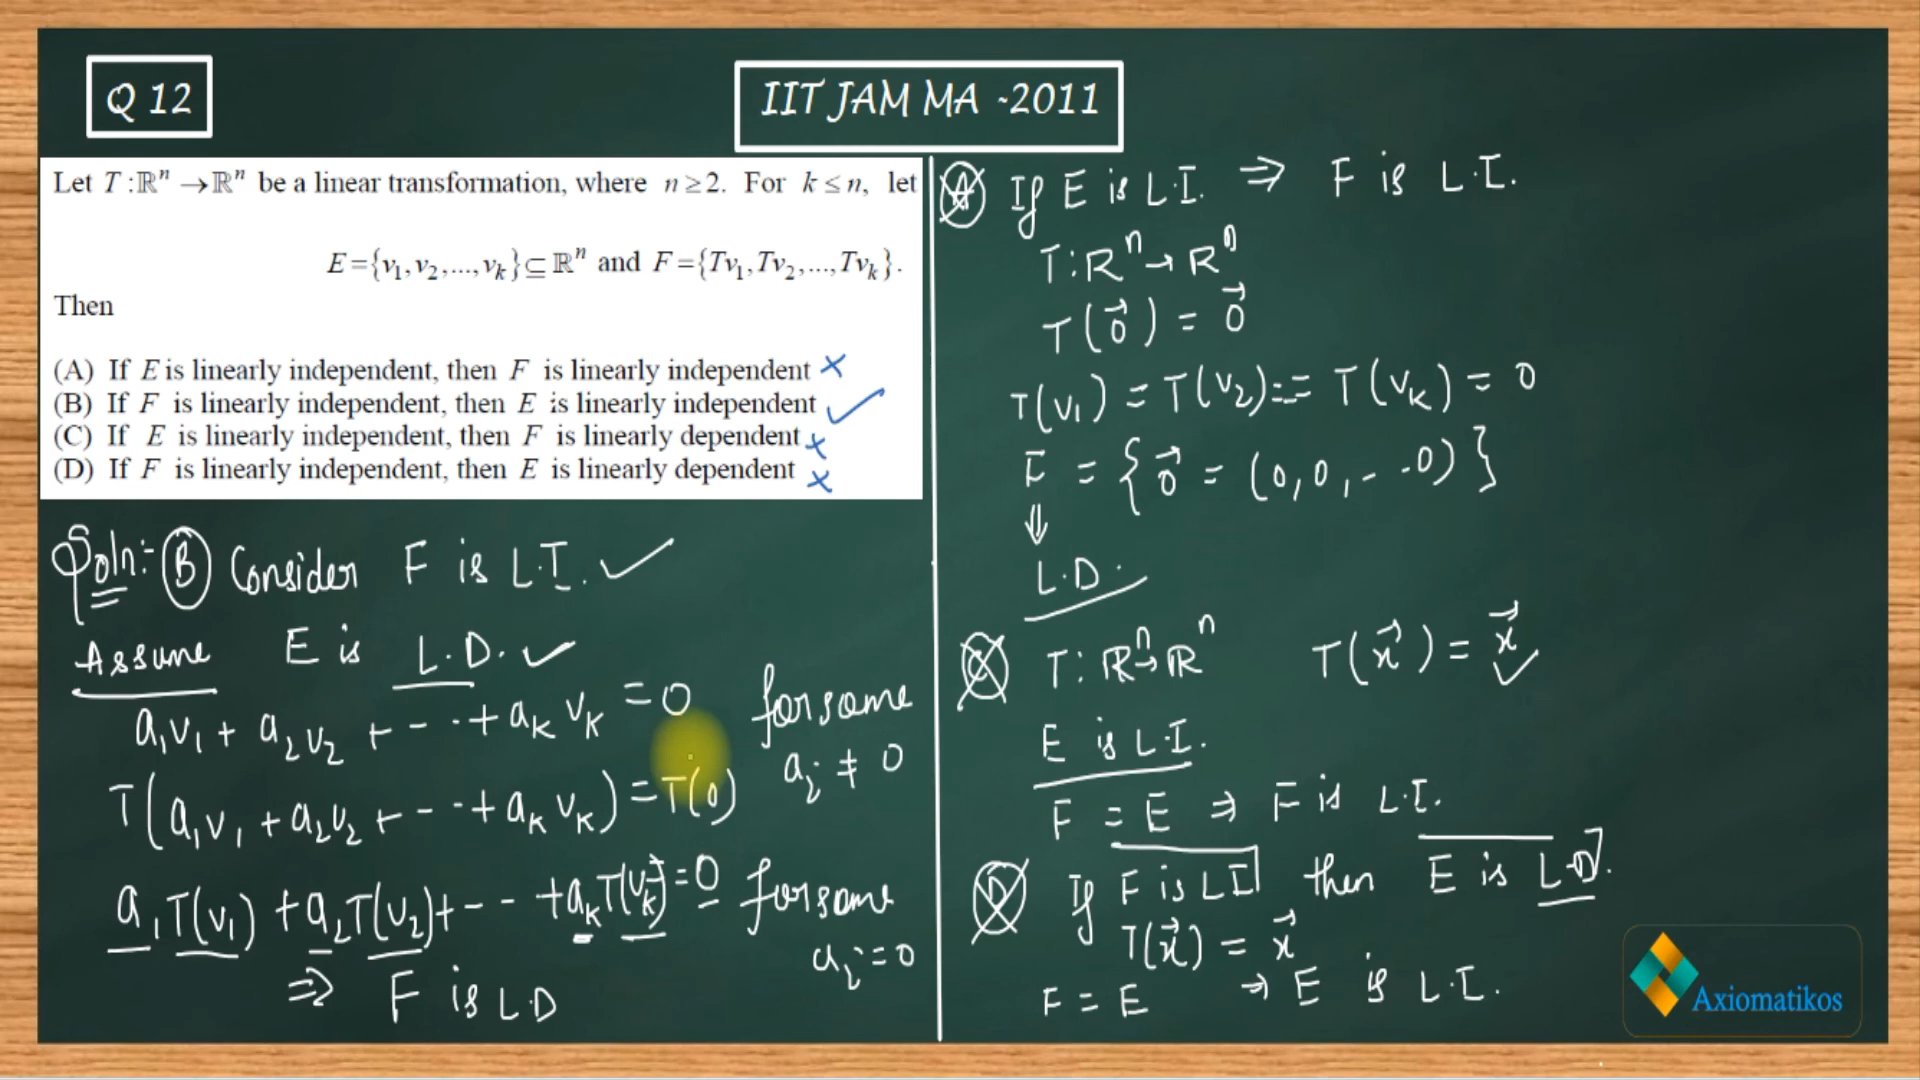 Q 12
IIT JAM MA -2011
Let T : ℝⁿ → ℝⁿ be a linear transformation, where n ≥ 2. For k ≤ n, let
E = {v₁, v₂, ..., vₖ} ⊆ ℝⁿ and F = {Tv₁, Tv₂, ..., Tvₖ}.
Then
(A) If E is linearly independent, then F is linearly independent ×
(B) If F is linearly independent, then E is linearly independent ✓
(C) If E is linearly independent, then F is linearly dependent ×
(D) If F is linearly independent, then E is linearly dependent ×
Soln:- (B) Consider F is L.I. ✓
Assume E is L.D. ✓
a₁v₁ + a₂v₂ + - - · + aₖvₖ = 0 for some
aᵢ ≠ 0
T(a₁v₁ + a₂v₂ + - - · + aₖvₖ) = T(0)
a₁T(v₁) + a₂T(v₂) + - - - + aₖT(vₖ) = 0 for some
aᵢ = 0
⇒ F is L.D
(A) If E is L.I. ⇒ F is L.I.
T: ℝⁿ → ℝⁿ
T(0⃗) = 0⃗
T(v₁) = T(v₂) = - = T(vₖ) = 0
F = {0⃗ = (0, 0, - - 0)}
⇓
L.D.
(C) T: ℝⁿ → ℝⁿ T(x⃗) = x⃗ ✓
E is L.I.
F = E ⇒ F is L.I.
(D) If F is LI then E is L.D.
T(x⃗) = x⃗
F = E → E is L.I.
Axiomatikos